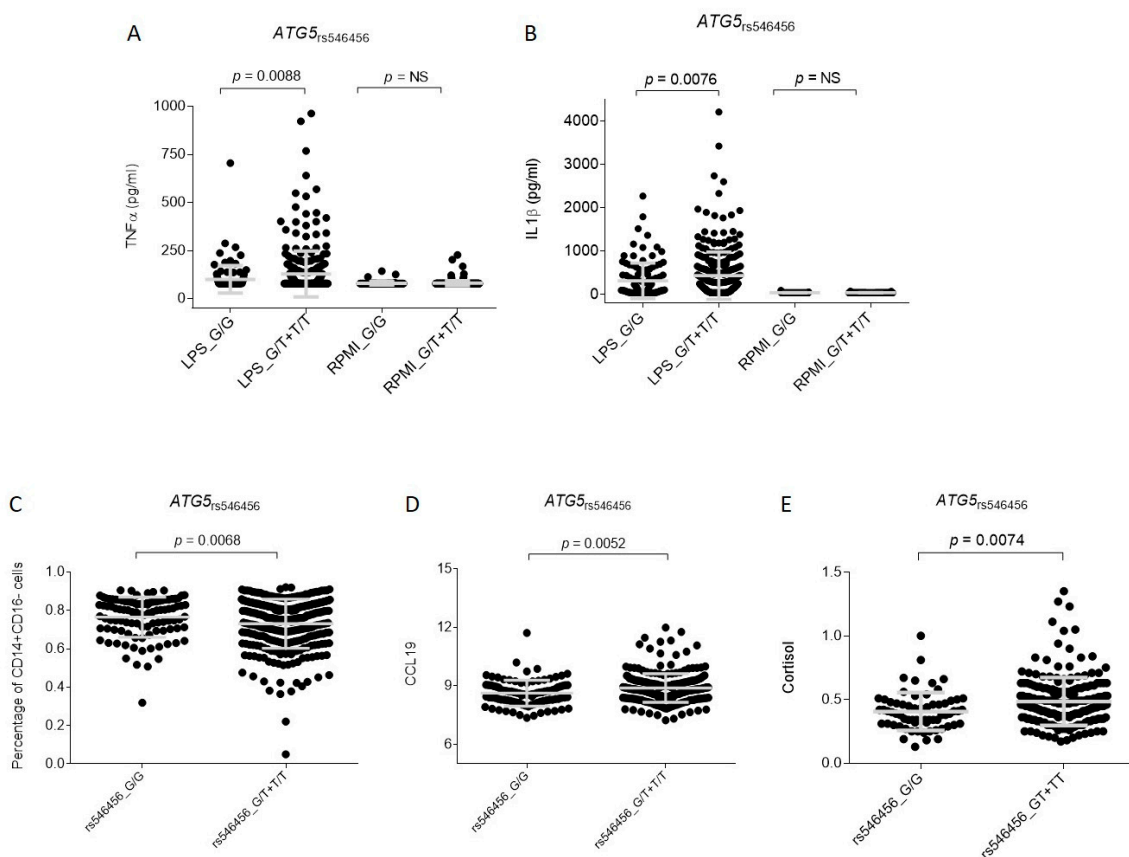 A
ATG5rs546456
p = 0.0088
p = NS
TNFα (pg/ml)
1000
750
500
250
0
LPS_G/G
LPS_G/T+T/T
RPMI_G/G
RPMI_G/T+T/T
B
ATG5rs546456
p = 0.0076
p = NS
IL1β (pg/ml)
4000
3000
2000
1000
0
LPS_G/G
LPS_G/T+T/T
RPMI_G/G
RPMI_G/T+T/T
C
ATG5rs546456
p = 0.0068
Percentage of CD14+CD16- cells
1.0
0.8
0.6
0.4
0.2
0.0
rs546456_G/G
rs546456_G/T+T/T
D
ATG5rs546456
p = 0.0052
CCL19
15
12
9
6
rs546456_G/G
rs546456_G/T+T/T
E
ATG5rs546456
p = 0.0074
Cortisol
1.5
1.0
0.5
0.0
rs546456_G/G
rs546456_GT+TT